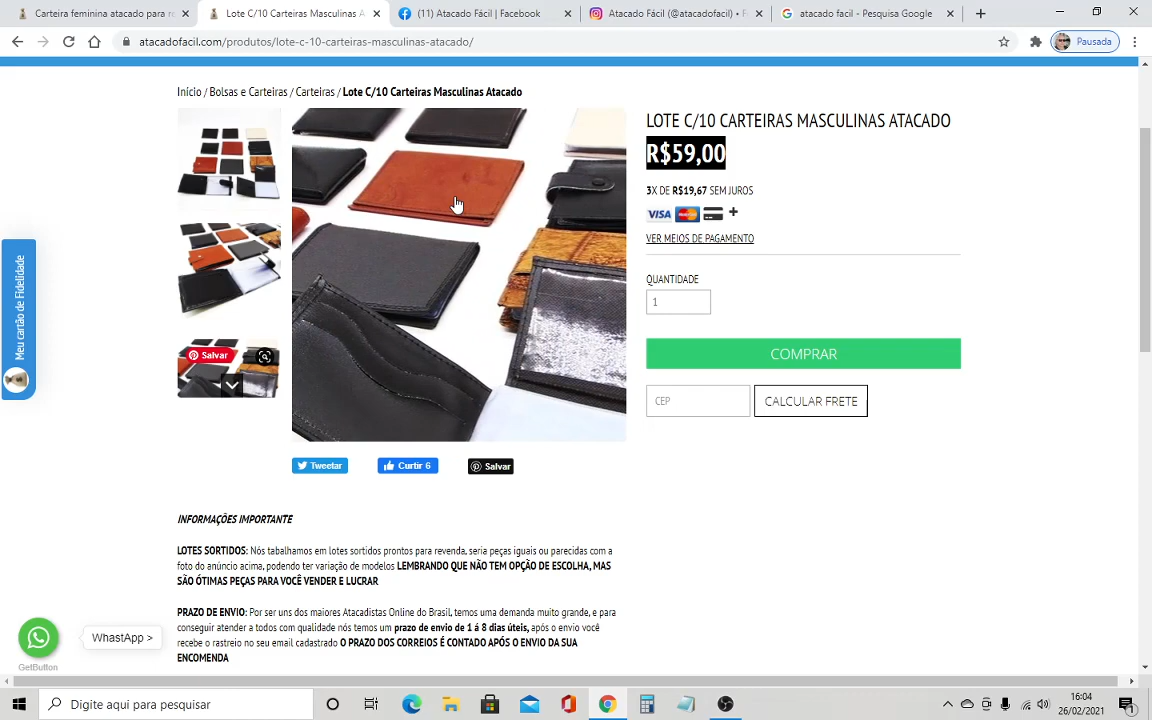 Carteira feminina atacado para re
Lote C/10 Carteiras Masculinas A
(11) Atacado Fácil | Facebook
Atacado Fácil (@atacadofacil) • F
atacado facil - Pesquisa Google
atacadofacil.com/produtos/lote-c-10-carteiras-masculinas-atacado/
Pausada
Início / Bolsas e Carteiras / Carteiras / Lote C/10 Carteiras Masculinas Atacado
LOTE C/10 CARTEIRAS MASCULINAS ATACADO
R$59,00
3X DE R$19,67 SEM JUROS
VISA
VER MEIOS DE PAGAMENTO
QUANTIDADE
1
COMPRAR
CEP
CALCULAR FRETE
Meu cartão de Fidelidade
Salvar
Tweetar
Curtir 6
Salvar
INFORMAÇÕES IMPORTANTE
LOTES SORTIDOS: Nós tabalhamos em lotes sortidos prontos para revenda, seria peças iguais ou parecidas com a
foto do anúncio acima, podendo ter variação de modelos LEMBRANDO QUE NÃO TEM OPÇÃO DE ESCOLHA, MAS
SÃO ÓTIMAS PEÇAS PARA VOCÊ VENDER E LUCRAR
PRAZO DE ENVIO: Por ser uns dos maiores Atacadistas Online do Brasil, temos uma demanda muito grande, e para
conseguir atender a todos com qualidade nós temos um prazo de envio de 1 á 8 dias úteis, após o envio você
recebe o rastreio no seu email cadastrado O PRAZO DOS CORREIOS É CONTADO APÓS O ENVIO DA SUA
ENCOMENDA
WhastApp >
GetButton
Digite aqui para pesquisar
16:04
26/02/2021
1